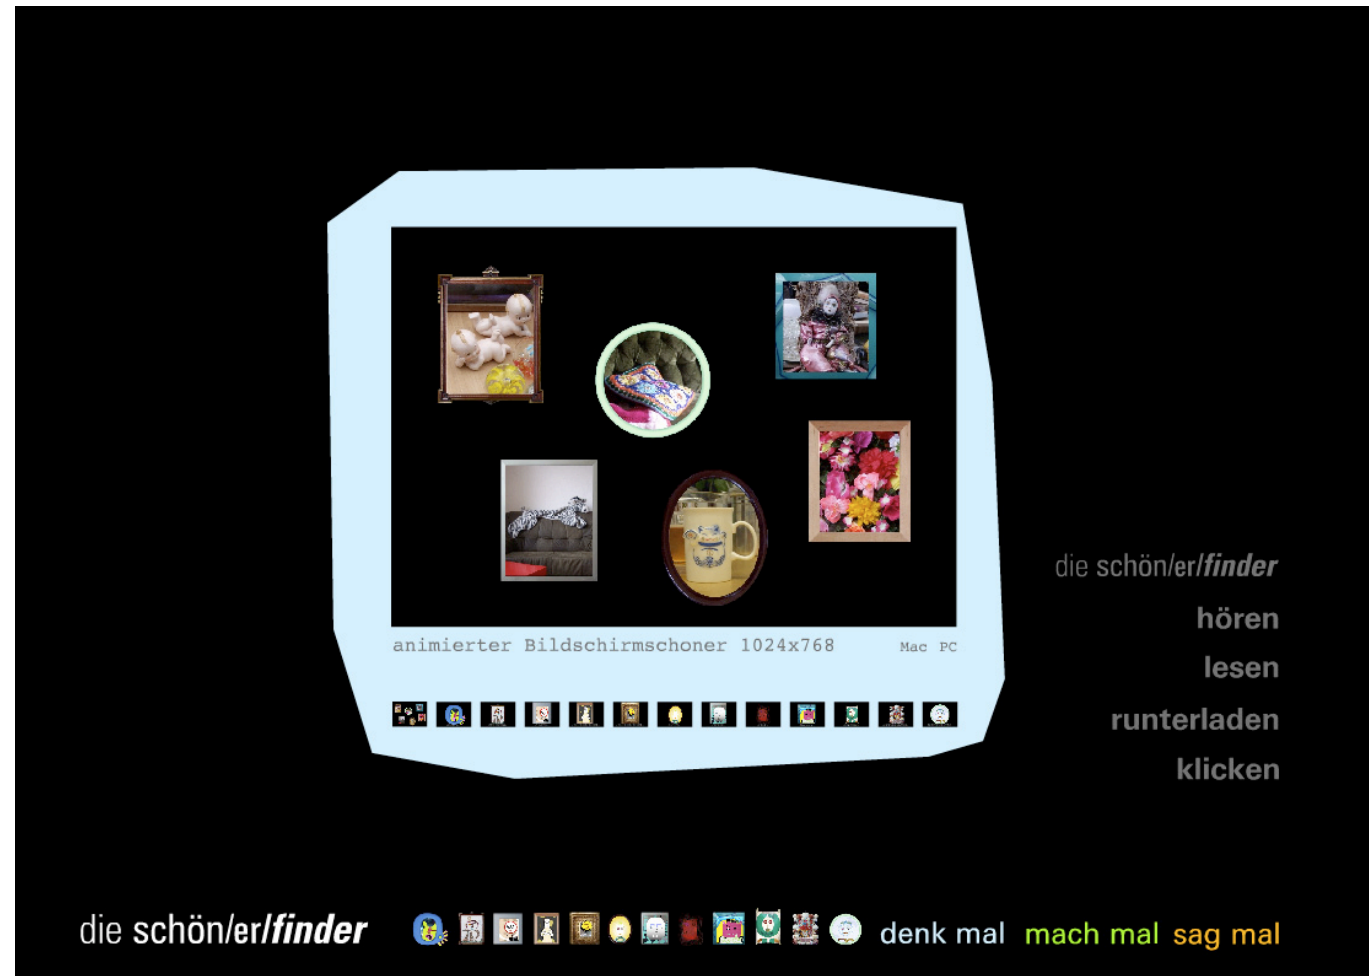 animierter Bildschirmschoner 1024x768 Mac PC
die schön/er/finder
hören
lesen
runterladen
klicken
die schön/er/finder denk mal mach mal sag mal